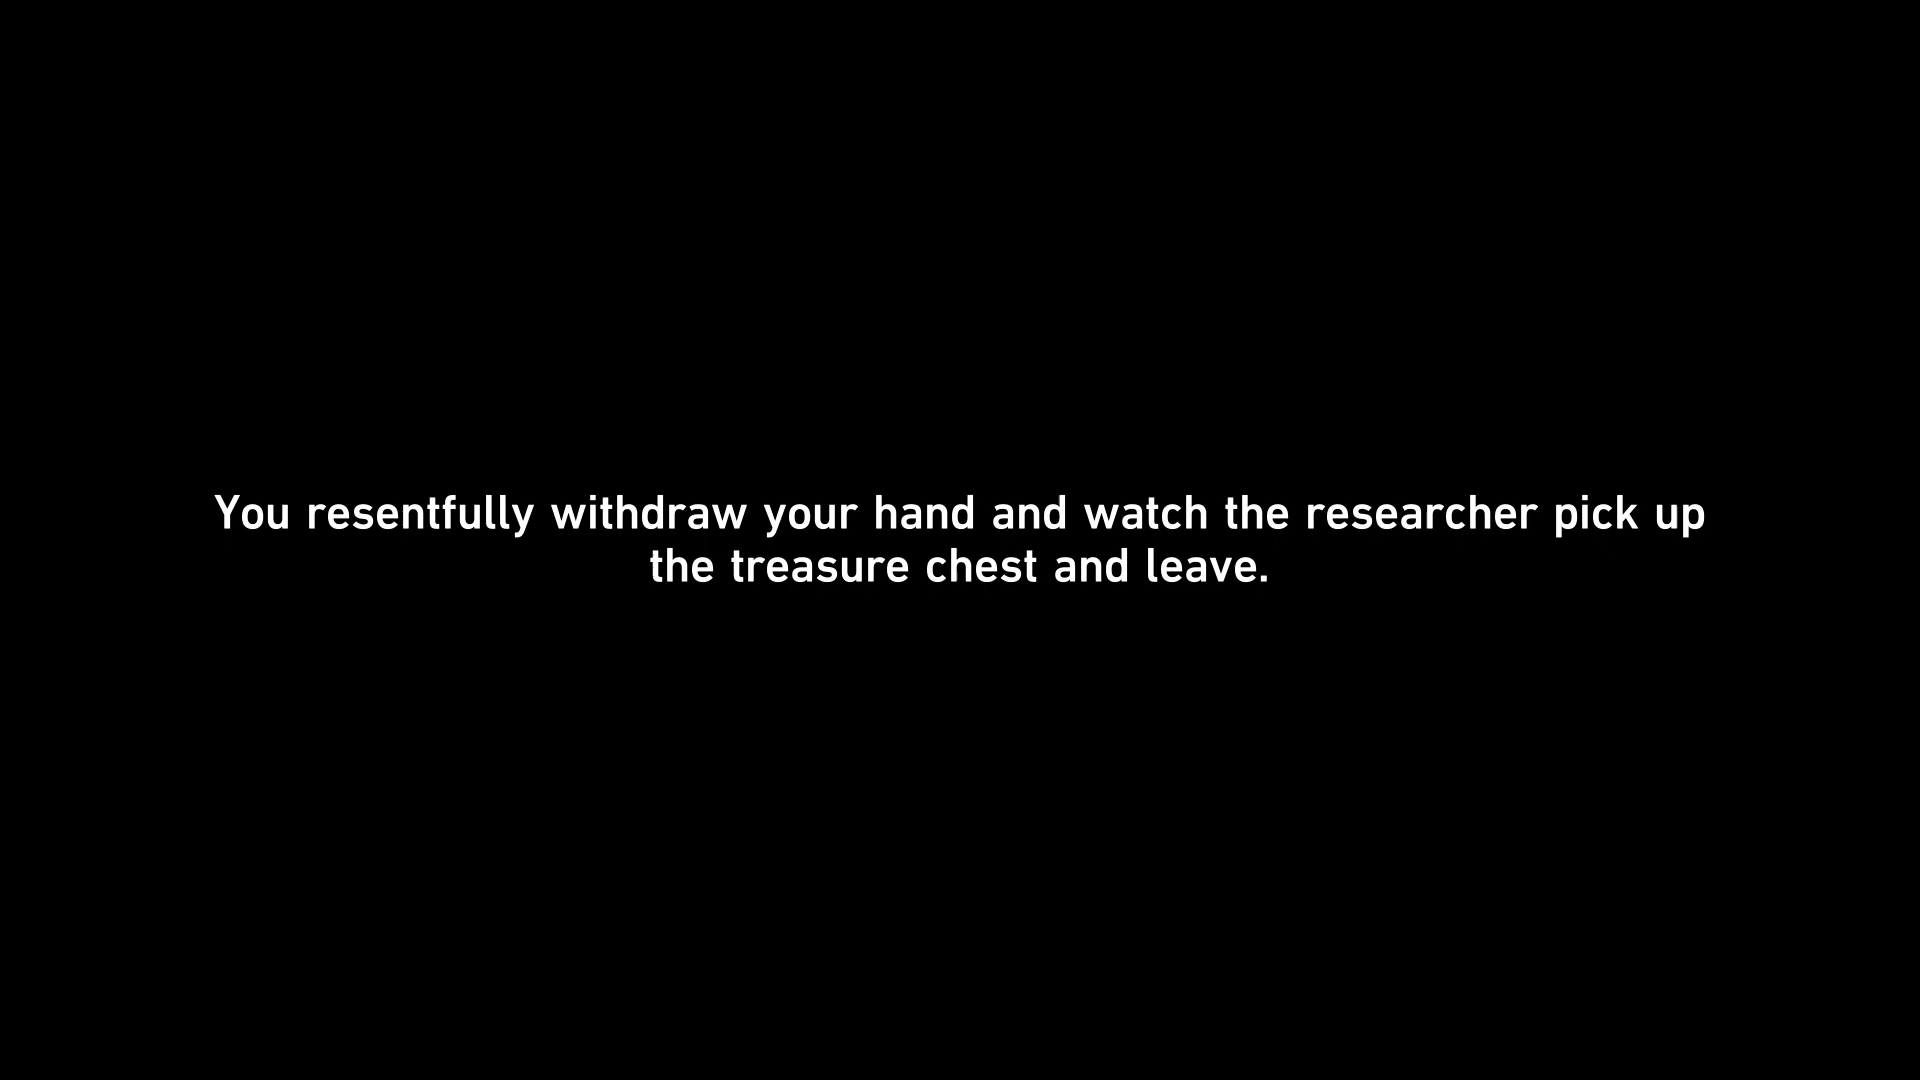 You resentfully withdraw your hand and watch the researcher pick up
the treasure chest and leave.